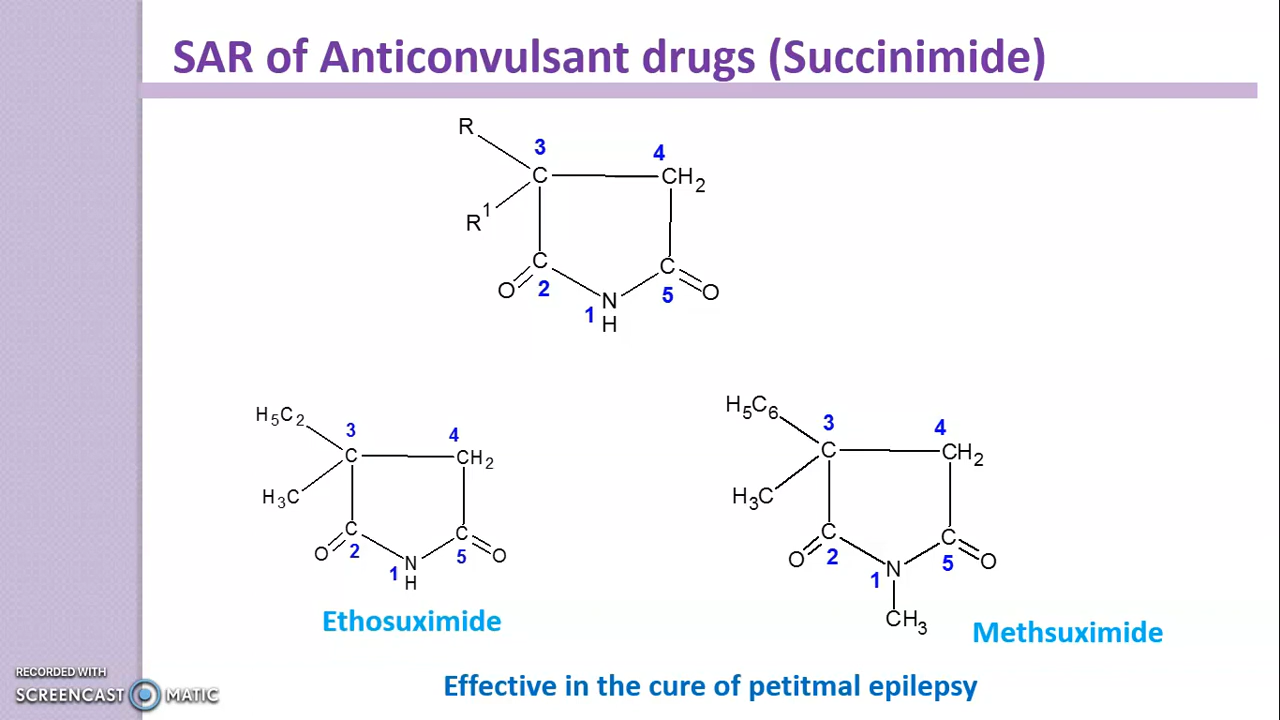 SAR of Anticonvulsant drugs (Succinimide)
R
3
4
C
CH2
R1
C
C
O
2
N
5
O
1
H
H5C2
3
4
C
CH2
H3C
C
C
O
2
5
O
1
N
H
Ethosuximide
H5C6
3
4
C
CH2
H3C
C
C
O
2
5
O
1
N
CH3
Methsuximide
Effective in the cure of petitmal epilepsy
RECORDED WITH
SCREENCAST MATIC